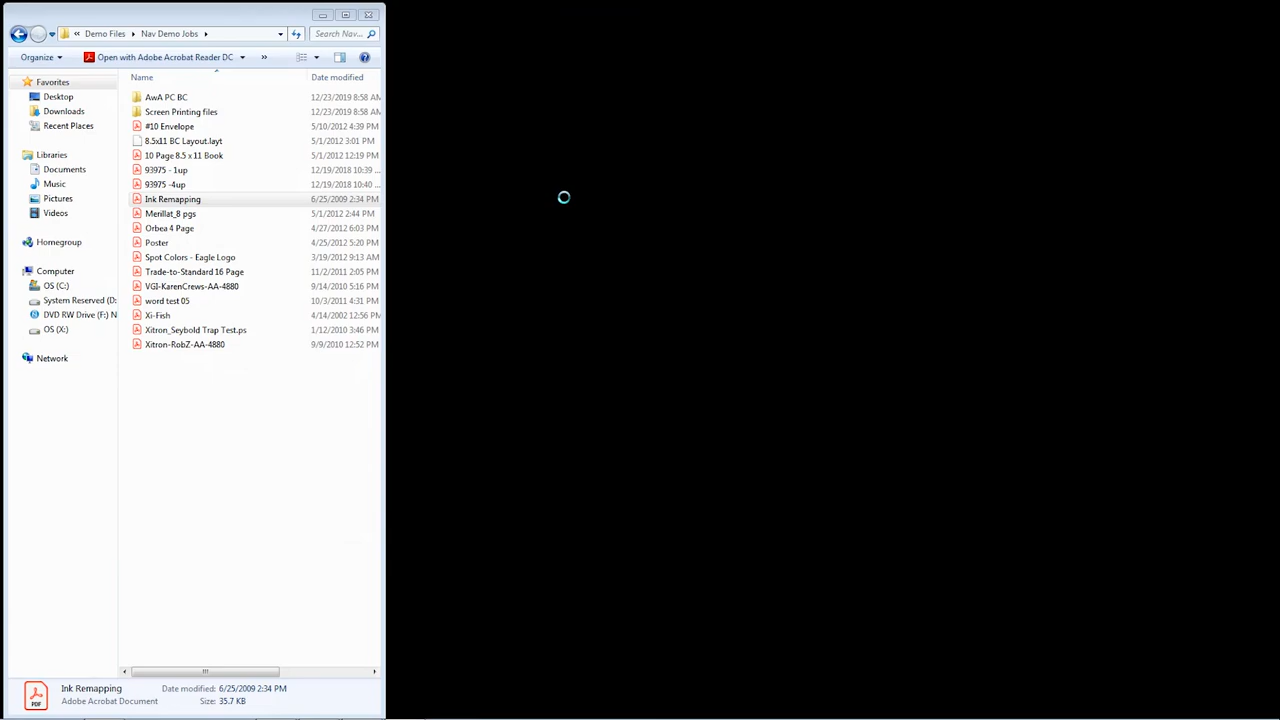 « Demo Files ▸ Nav Demo Jobs ▸ Search Nav...
Organize ▾ Open with Adobe Acrobat Reader DC ▾ »
Name Date modified
Favorites
Desktop
Downloads
Recent Places
Libraries
Documents
Music
Pictures
Videos
Homegroup
Computer
OS (C:)
System Reserved (D:
DVD RW Drive (F:) N
OS (X:)
Network
AwA PC BC 12/23/2019 8:58 AM
Screen Printing files 12/23/2019 8:58 AM
#10 Envelope 5/10/2012 4:39 PM
8.5x11 BC Layout.layt 5/1/2012 3:01 PM
10 Page 8.5 x 11 Book 5/1/2012 12:19 PM
93975 - 1up 12/19/2018 10:39 ...
93975 -4up 12/19/2018 10:40 ...
Ink Remapping 6/25/2009 2:34 PM
Merillat_8 pgs 5/1/2012 2:44 PM
Orbea 4 Page 4/27/2012 6:03 PM
Poster 4/25/2012 5:20 PM
Spot Colors - Eagle Logo 3/19/2012 9:13 AM
Trade-to-Standard 16 Page 11/2/2011 2:05 PM
VGI-KarenCrews-AA-4880 9/14/2010 5:16 PM
word test 05 10/3/2011 4:31 PM
Xi-Fish 4/14/2002 12:56 PM
Xitron_Seybold Trap Test.ps 1/12/2010 3:46 PM
Xitron-RobZ-AA-4880 9/9/2010 12:52 PM
PDF
Ink Remapping Date modified: 6/25/2009 2:34 PM
Adobe Acrobat Document Size: 35.7 KB